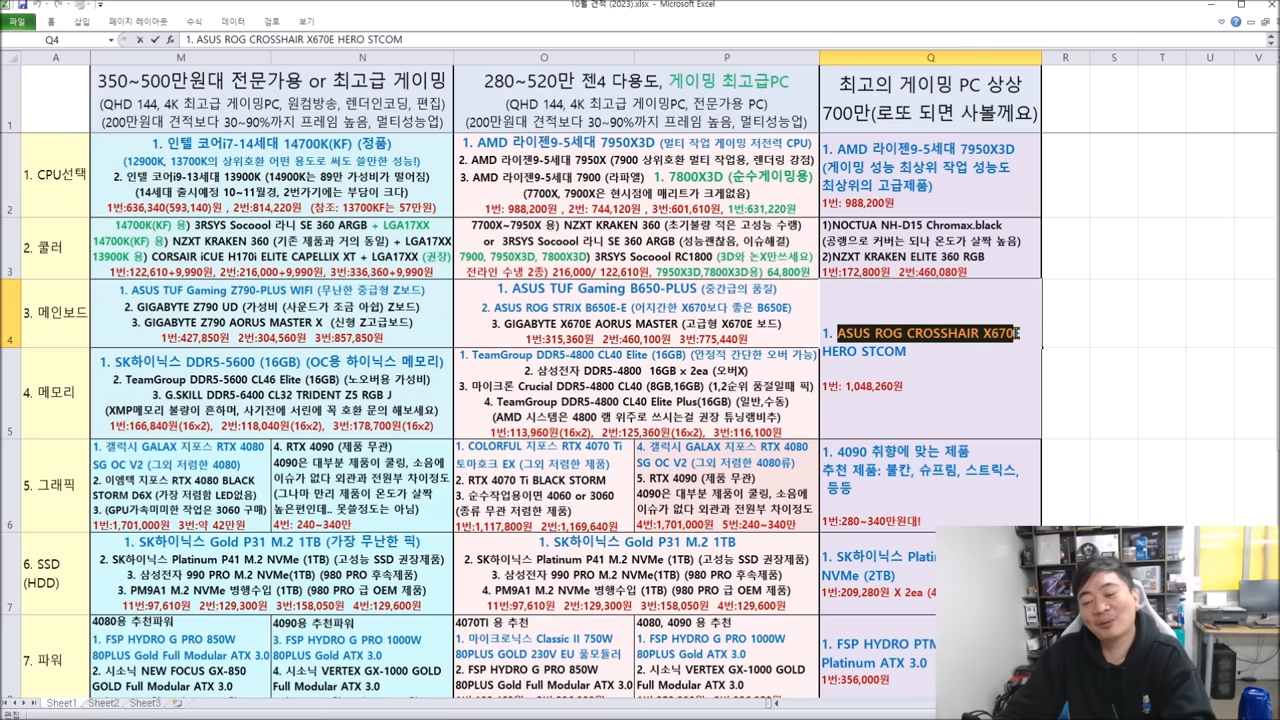 10월 견적 (2023).xlsx - Microsoft Excel
파일 홈 삽입 페이지 레이아웃 수식 데이터 검토 보기
Q4 1. ASUS ROG CROSSHAIR X670E HERO STCOM
A M N O P Q R S T U V
1
350~500만원대 전문가용 or 최고급 게이밍
(QHD 144, 4K 최고급 게이밍PC, 원컴방송, 렌더인코딩, 편집)
(200만원대 견적보다 30~90%까지 프레임 높음, 멀티성능업)
280~520만 젠4 다용도, 게이밍 최고급PC
(QHD 144, 4K 최고급 게이밍PC, 전문가용 PC)
(200만원대 견적보다 30~90%까지 프레임 높음, 멀티성능업)
최고의 게이밍 PC 상상
700만(로또 되면 사볼께요)
2
1. CPU선택
1. 인텔 코어i7-14세대 14700K(KF) (정품)
(12900K, 13700K의 상위호환 어떤 용도로 써도 쓸만한 성능!)
2. 인텔 코어i9-13세대 13900K (14900K는 89만 가성비가 떨어짐)
(14세대 출시예정 10~11월경, 2번가기에는 부담이 크다)
1번:636,340(593,140)원 , 2번:814,220원 (참조: 13700KF는 57만원)
1. AMD 라이젠9-5세대 7950X3D (멀티 작업 게이밍 저전력 CPU)
2. AMD 라이젠9-5세대 7950X (7900 상위호환 멀티 작업용, 렌더링 강점)
3. AMD 라이젠9-5세대 7900 (라파엘) 1. 7800X3D (순수게이밍용)
(7700X, 7900X은 현시점에 매리트가 크게없음)
1번: 988,200원 , 2번: 744,120원 , 3번:601,610원, 1번:631,220원
1. AMD 라이젠9-5세대 7950X3D
(게이밍 성능 최상위 작업 성능도
최상위의 고급제품)
1번: 988,200원
3
2. 쿨러
14700K(KF) 용) 3RSYS Socoool 라니 SE 360 ARGB + LGA17XX
14700K(KF) 용) NZXT KRAKEN 360 (기존 제품과 거의 동일) + LGA17XX
13900K 용) CORSAIR iCUE H170i ELITE CAPELLIX XT + LGA17XX (권장)
1번:122,610+9,990원, 2번:216,000+9,990원, 3번:336,360+9,990원
7700X~7950X 용) NZXT KRAKEN 360 (초기불량 적은 고성능 수랭)
or 3RSYS Socoool 라니 SE 360 ARGB (성능괜찮음, 이슈해결)
7900, 7950X3D, 7800X3D) 3RSYS Socoool RC1800 (3D와 논X만쓰세요)
전라인 수냉 2종) 216,000/ 122,610원, 7950X3D,7800X3D용) 64,800원
1)NOCTUA NH-D15 Chromax.black
(공랭으로 커버는 되나 온도가 살짝 높음)
2)NZXT KRAKEN ELITE 360 RGB
1번:172,800원 2번:460,080원
4
3. 메인보드
1. ASUS TUF Gaming Z790-PLUS WIFI (무난한 중급형 Z보드)
2. GIGABYTE Z790 UD (가성비 (사운드가 조금 아쉽) Z보드)
3. GIGABYTE Z790 AORUS MASTER X (신형 Z고급보드)
1번:427,850원 2번:304,560원 3번:857,850원
1. ASUS TUF Gaming B650-PLUS (중간급의 품질)
2. ASUS ROG STRIX B650E-E (어지간한 X670보다 좋은 B650E)
3. GIGABYTE X670E AORUS MASTER (고급형 X670E 보드)
1번:315,360원 2번:460,100원 3번:775,440원
1. ASUS ROG CROSSHAIR X670E
HERO STCOM
1번: 1,048,260원
5
4. 메모리
1. SK하이닉스 DDR5-5600 (16GB) (OC용 하이닉스 메모리)
2. TeamGroup DDR5-5600 CL46 Elite (16GB) (노오버용 가성비)
3. G.SKILL DDR5-6400 CL32 TRIDENT Z5 RGB J
(XMP메모리 불량이 흔하며, 사기전에 서린에 꼭 호환 문의 해보세요)
1번:166,840원(16x2), 2번:118,040원(16x2), 3번:178,700원(16x2)
1. TeamGroup DDR5-4800 CL40 Elite (16GB) (안정적 간단한 오버 가능)
2. 삼성전자 DDR5-4800 16GB x 2ea (오버X)
3. 마이크론 Crucial DDR5-4800 CL40 (8GB,16GB) (1,2순위 품절일때 픽)
4. TeamGroup DDR5-4800 CL40 Elite Plus(16GB) (일반,수동)
(AMD 시스템은 4800 램 위주로 쓰시는걸 권장 튜닝램비추)
1번:113,960원(16x2), 2번:125,360원(16x2), 3번:116,100원
6
5. 그래픽
1. 갤럭시 GALAX 지포스 RTX 4080
SG OC V2 (그외 저렴한 4080)
2. 이엠텍 지포스 RTX 4080 BLACK
STORM D6X (가장 저렴함 LED없음)
3. (GPU가속미미한 작업은 3060 구매)
1번:1,701,000원 3번:약 42만원
4. RTX 4090 (제품 무관)
4090은 대부분 제품이 쿨링, 소음에
이슈가 없다 외관과 전원부 차이정도
(그나마 만리 제품이 온도가 살짝
높은편인데.. 못쓸정도는 아님)
4번: 240~340만
1. COLORFUL 지포스 RTX 4070 Ti
토마호크 EX (그외 저렴한 제품)
2. RTX 4070 Ti BLACK STORM
3. 순수작업용이면 4060 or 3060
(종류 무관 저렴한 제품)
1번:1,117,800원 2번:1,169,640원
4. 갤럭시 GALAX 지포스 RTX 4080
SG OC V2 (그외 저렴한 4080류)
5. RTX 4090 (제품 무관)
4090은 대부분 제품이 쿨링, 소음에
이슈가 없다 외관과 전원부 차이정도
4번:1,701,000원 5번:240~340만
1. 4090 취향에 맞는 제품
추천 제품: 불칸, 슈프림, 스트릭스,
등등
1번:280~340만원대!
7
6. SSD
(HDD)
1. SK하이닉스 Gold P31 M.2 1TB (가장 무난한 픽)
2. SK하이닉스 Platinum P41 M.2 NVMe (1TB) (고성능 SSD 권장제품)
3. 삼성전자 990 PRO M.2 NVMe(1TB) (980 PRO 후속제품)
4. PM9A1 M.2 NVMe 병행수입 (1TB) (980 PRO 급 OEM 제품)
11번:97,610원 2번:129,300원 3번:158,050원 4번:129,600원
1. SK하이닉스 Gold P31 M.2 1TB
2. SK하이닉스 Platinum P41 M.2 NVMe (1TB) (고성능 SSD 권장제품)
3. 삼성전자 990 PRO M.2 NVMe(1TB) (980 PRO 후속제품)
4. PM9A1 M.2 NVMe 병행수입 (1TB) (980 PRO 급 OEM 제품)
11번:97,610원 2번:129,300원 3번:158,050원 4번:129,600원
1. SK하이닉스
NVMe (2TB)
1번:209,280원 X 2ea
7. 파워
4080용 추천파워
1. FSP HYDRO G PRO 850W
80PLUS Gold Full Modular ATX 3.0
2. 시소닉 NEW FOCUS GX-850
GOLD Full Modular ATX 3.0
4090용 추천파워
3. FSP HYDRO G PRO 1000W
80PLUS Gold ATX 3.0
4. 시소닉 VERTEX GX-1000 GOLD
Full Modular ATX 3.0
4070TI 용 추천
1. 마이크로닉스 Classic II 750W
80PLUS GOLD 230V EU 풀모듈러
2. FSP HYDRO G PRO 850W
80PLUS Gold Full Modular ATX 3.0
4080, 4090 용 추천
1. FSP HYDRO G PRO 1000W
80PLUS Gold ATX 3.0
2. 시소닉 VERTEX GX-1000 GOLD
Full Modular ATX 3.0
1. FSP HYDRO PTM
Platinum ATX 3.0
1번:356,000원
Sheet1 Sheet2 Sheet3
편집